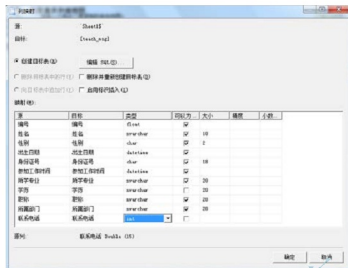 列映射
源: `Sheet1$`
目标: [teach_xxp]
创建目标表(R) 编辑 SQL(S)...
删除目标表中的行(D) 删除并重新创建目标表(E)
向目标表中追加行(P) 启用标识插入(I)
映射(M):
源 目标 类型 可以为... 大小 精度 小数...
编号 编号 float
姓名 姓名 nvarchar 10
性别 性别 char 2
出生日期 出生日期 datetime
身份证号 身份证号 char 18
参加工作时间 参加工作时间 datetime
所学专业 所学专业 nvarchar 20
学历 学历 nvarchar 20
职称 职称 nvarchar 20
所属部门 所属部门 nvarchar 20
联系电话 联系电话
源列: 联系电话 Double (15)
确定 取消